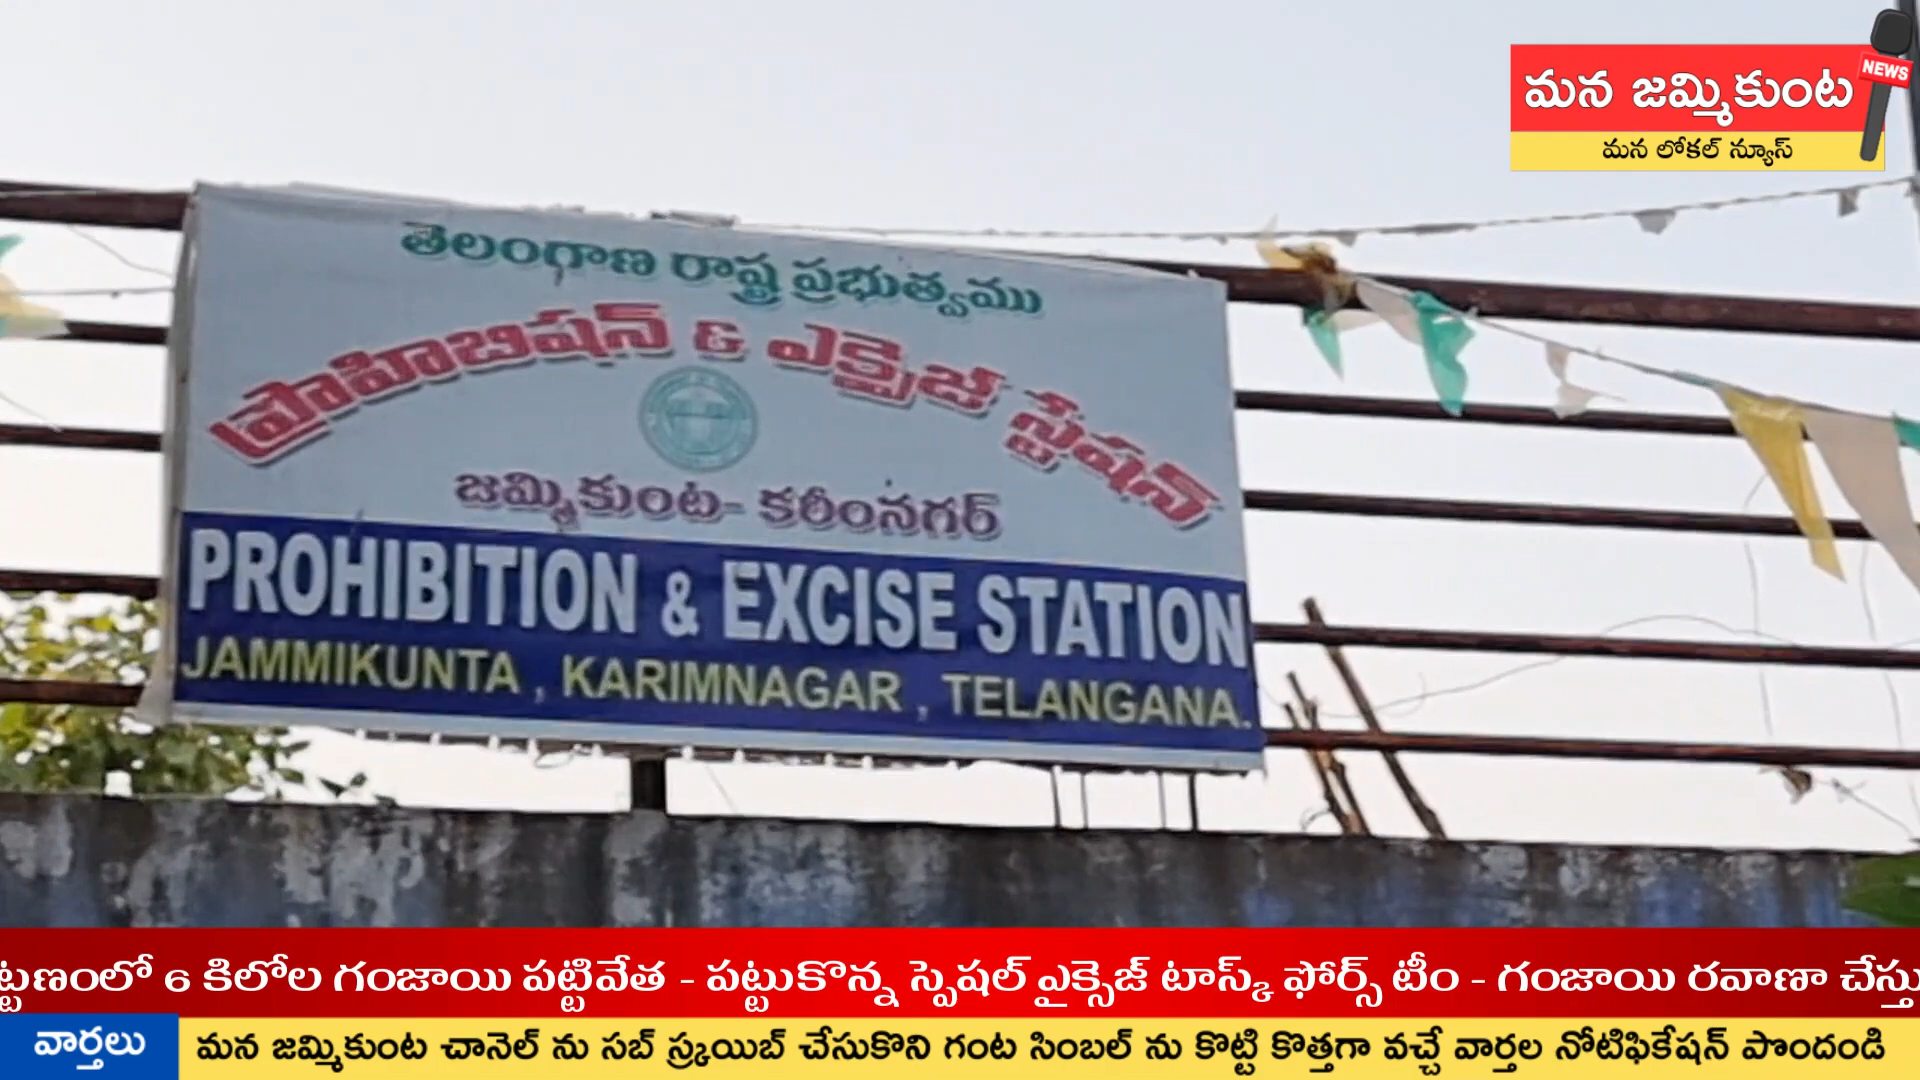 మన జమ్మికుంట
NEWS
మన లోకల్ న్యూస్
తెలంగాణ రాష్ట్ర ప్రభుత్వము
ప్రొహిబిషన్ & ఎక్సైజ్ స్టేషన్
జమ్మికుంట- కరీంనగర్
PROHIBITION & EXCISE STATION
JAMMIKUNTA , KARIMNAGAR , TELANGANA.
ట్టణంలో 6 కిలోల గంజాయి పట్టివేత - పట్టుకొన్న స్పెషల్ ఎైక్సెజ్ టాస్క్ ఫోర్స్ టీం - గంజాయి రవాణా చేస్తు
వార్తలు
మన జమ్మికుంట చానెల్ ను సబ్ స్క్రయిబ్ చేసుకొని గంట సింబల్ ను కొట్టి కొత్తగా వచ్చే వార్తల నోటిఫికేషన్ పొందండి